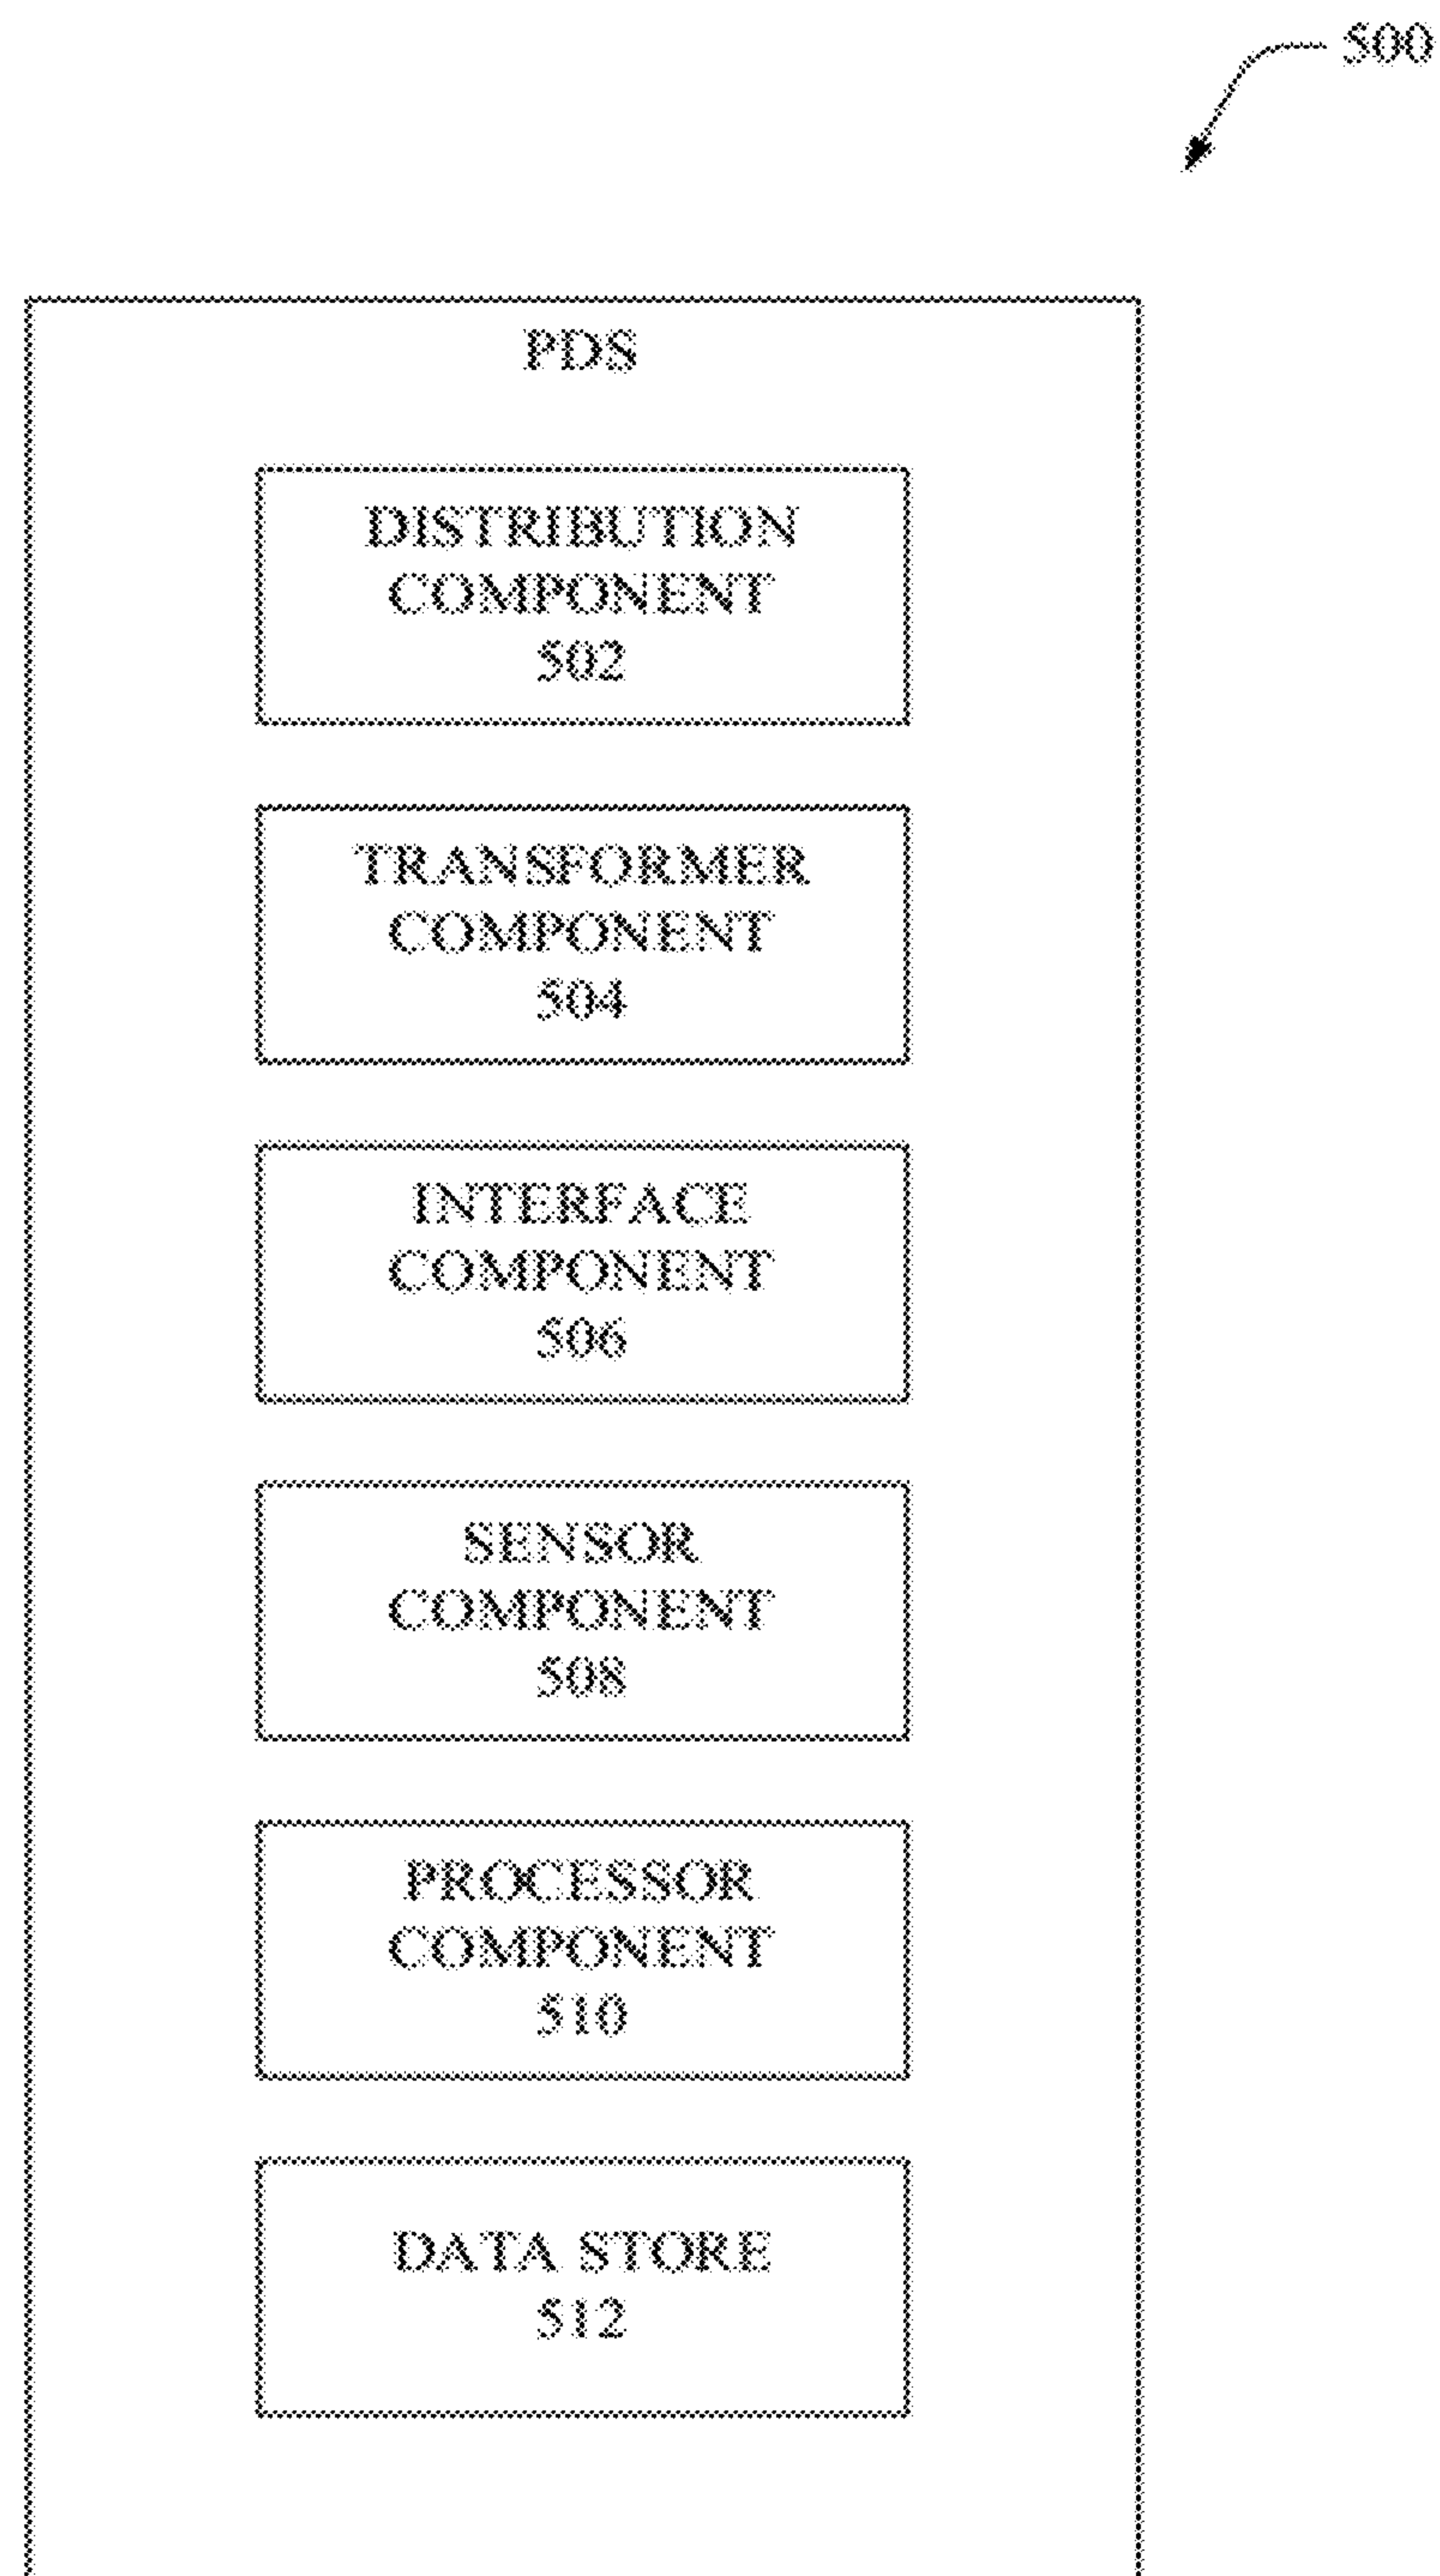 500
PDS
DISTRIBUTION
COMPONENT
502
TRANSFORMER
COMPONENT
504
INTERFACE
COMPONENT
506
SENSOR
COMPONENT
508
PROCESSOR
COMPONENT
510
DATA STORE
512